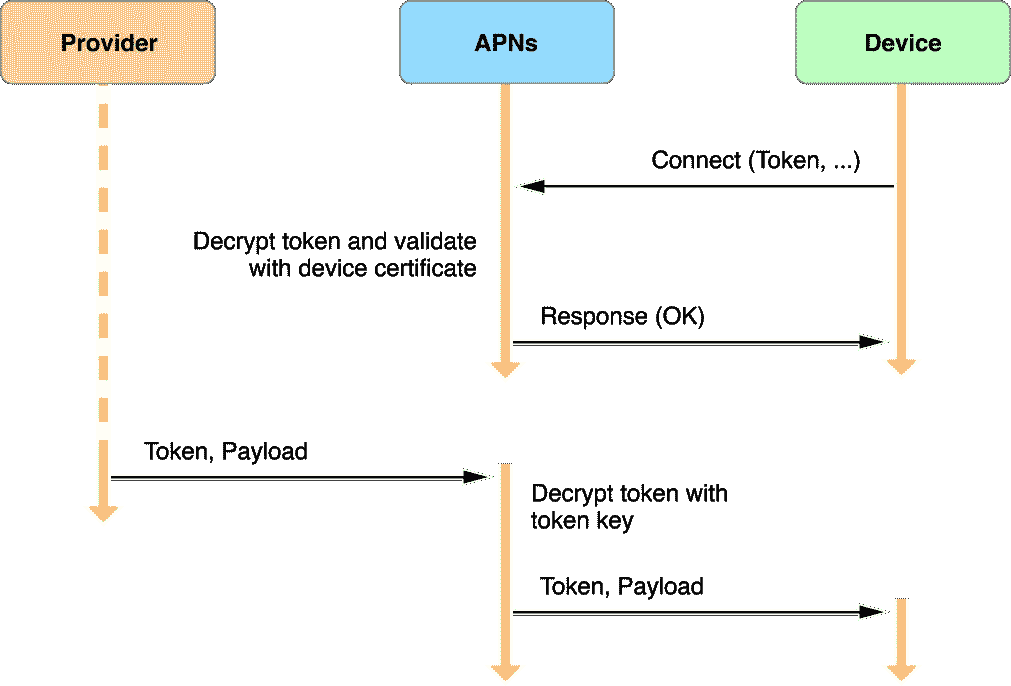 Provider
APNs
Device
Connect (Token, ...)
Decrypt token and validate
with device certificate
Response (OK)
Token, Payload
Decrypt token with
token key
Token, Payload